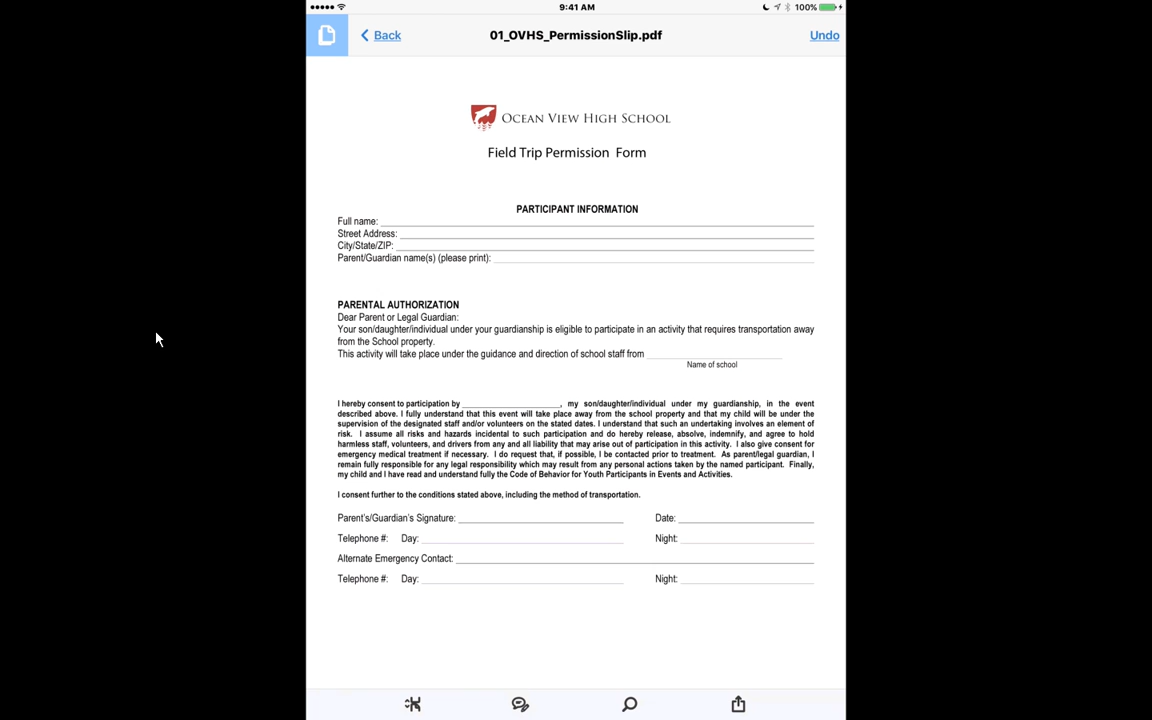 9:41 AM
100%
Back
01_OVHS_PermissionSlip.pdf
Undo
OCEAN VIEW HIGH SCHOOL
Field Trip Permission Form
PARTICIPANT INFORMATION
Full name:
Street Address:
City/State/ZIP:
Parent/Guardian name(s) (please print):
PARENTAL AUTHORIZATION
Dear Parent or Legal Guardian:
Your son/daughter/individual under your guardianship is eligible to participate in an activity that requires transportation away
from the School property.
This activity will take place under the guidance and direction of school staff from
Name of school
I hereby consent to participation by ____________________, my son/daughter/individual under my guardianship, in the event
described above. I fully understand that this event will take place away from the school property and that my child will be under the
supervision of the designated staff and/or volunteers on the stated dates. I understand that such an undertaking involves an element of
risk. I assume all risks and hazards incidental to such participation and do hereby release, absolve, indemnify, and agree to hold
harmless staff, volunteers, and drivers from any and all liability that may arise out of participation in this activity. I also give consent for
emergency medical treatment if necessary. I do request that, if possible, I be contacted prior to treatment. As parent/legal guardian, I
remain fully responsible for any legal responsibility which may result from any personal actions taken by the named participant. Finally,
my child and I have read and understand fully the Code of Behavior for Youth Participants in Events and Activities.
I consent further to the conditions stated above, including the method of transportation.
Parent's/Guardian's Signature: Date:
Telephone #: Day: Night:
Alternate Emergency Contact:
Telephone #: Day: Night: